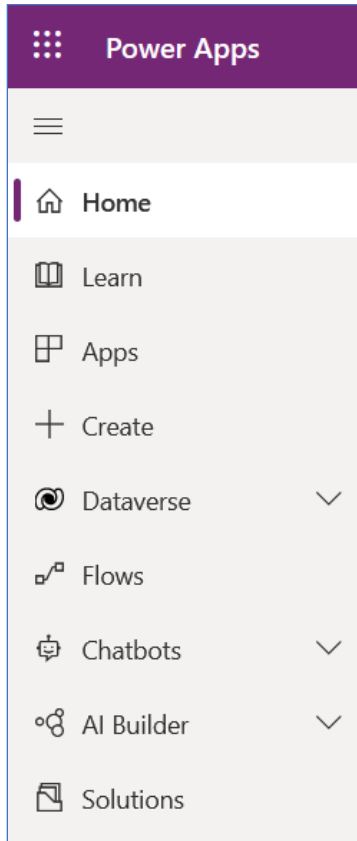 Power Apps
Home
Learn
Apps
Create
Dataverse
Flows
Chatbots
AI Builder
Solutions